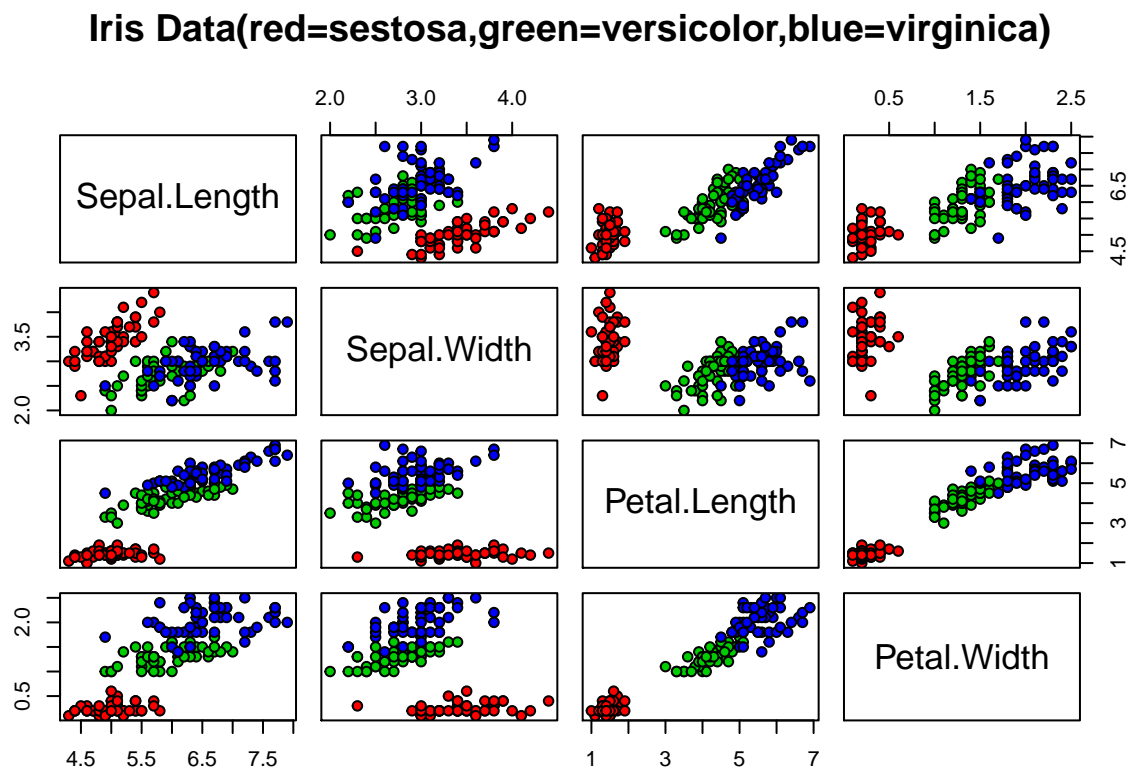 Iris Data(red=sestosa,green=versicolor,blue=virginica)
2.0 3.0 4.0
0.5 1.5 2.5
Sepal.Length
4.5 6.5
2.0 3.5
Sepal.Width
Petal.Length
1 3 5 7
0.5 2.0
Petal.Width
4.5 5.5 6.5 7.5
1 3 5 7